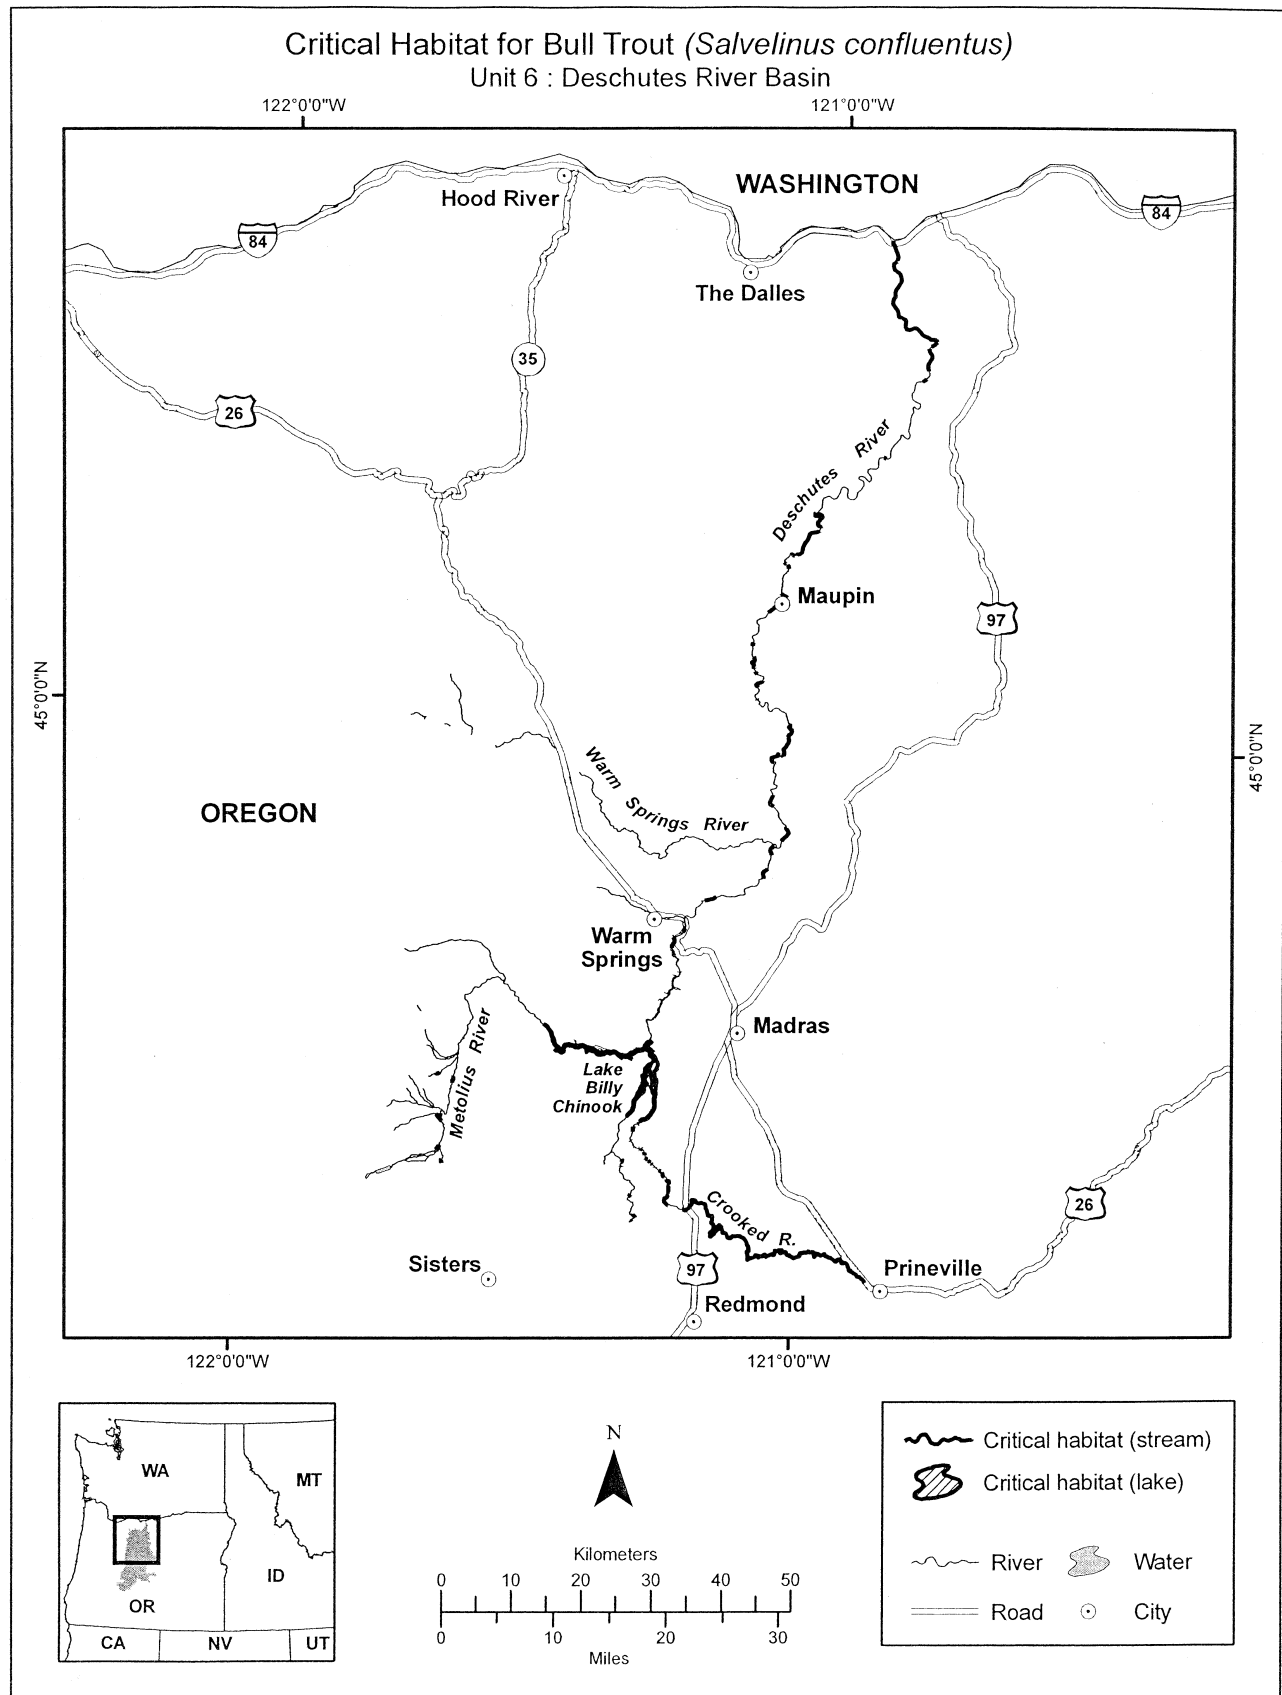 Critical Habitat for Bull Trout (Salvelinus confluentus)
Unit 6 : Deschutes River Basin
122°0'0"W
121°0'0"W
WASHINGTON
Hood River
84
84
The Dalles
35
26
Deschutes River
Maupin
97
45°0'0"N
45°0'0"N
Warm Springs River
OREGON
Warm
Springs
Madras
Metolius River
Lake
Billy
Chinook
Crooked R.
26
Sisters
97
Prineville
Redmond
122°0'0"W
121°0'0"W
WA
MT
ID
OR
CA
NV
UT
N
Kilometers
0 10 20 30 40 50
0 10 20 30
Miles
Critical habitat (stream)
Critical habitat (lake)
River
Water
Road
City